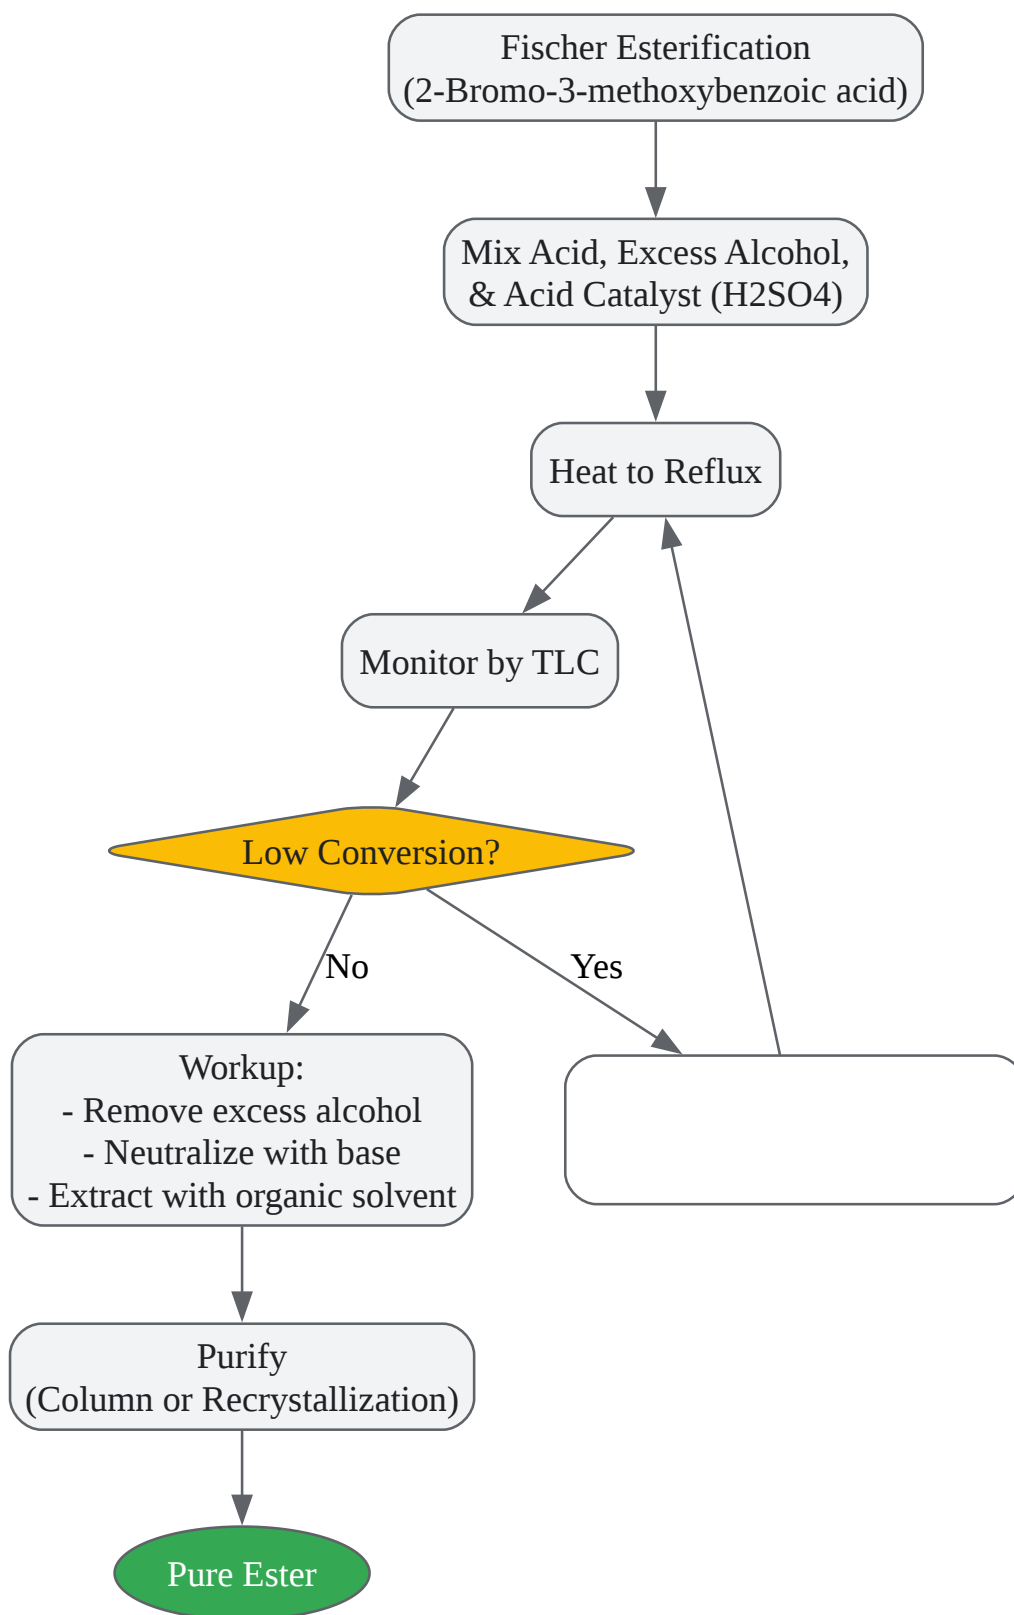 Fischer Esterification
(2-Bromo-3-methoxybenzoic acid)
Mix Acid, Excess Alcohol,
& Acid Catalyst (H2SO4)
Heat to Reflux
Monitor by TLC
Low Conversion?
No
Yes
Workup:
- Remove excess alcohol
- Neutralize with base
- Extract with organic solvent
Purify
(Column or Recrystallization)
Pure Ester